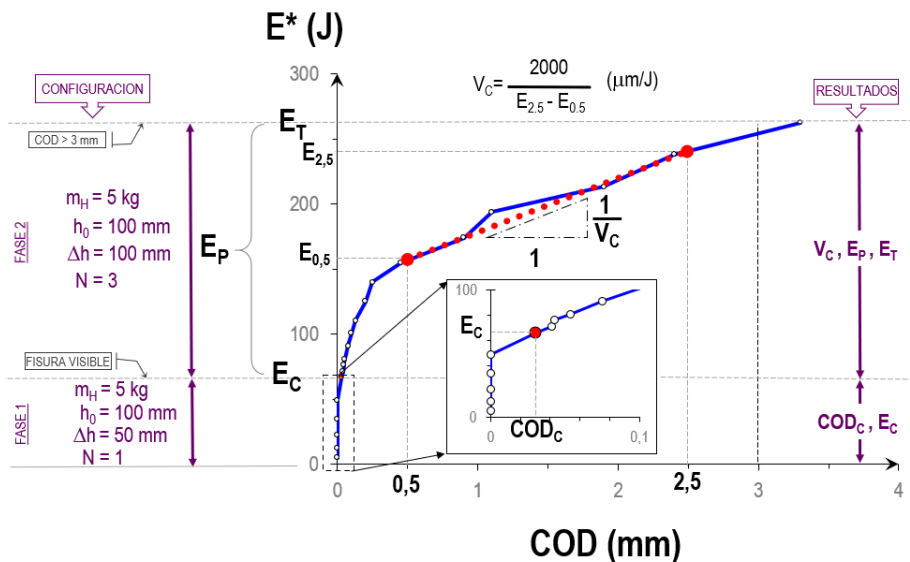 E* (J)
CONFIGURACION
RESULTADOS
V_C = 2000 / (E_2.5 - E_0.5) (μm/J)
300
E_T
COD > 3 mm
E_2,5
FASE 2
m_H = 5 kg
h_0 = 100 mm
Δh = 100 mm
N = 3
E_P
200
1
V_C
1
V_C , E_P , E_T
E_0,5
100
FISURA VISIBLE
E_C
100
E_C
0
0
COD_C
0,1
FASE 1
m_H = 5 kg
h_0 = 100 mm
Δh = 50 mm
N = 1
COD_C , E_C
0
0
0,5
1
2
2,5
3
4
COD (mm)